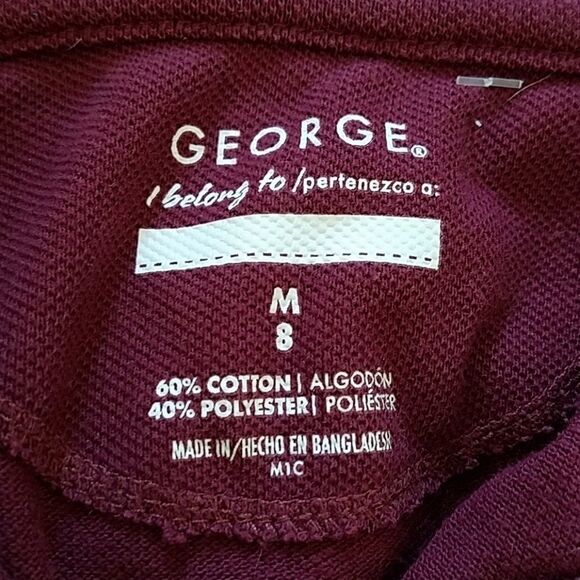 GEORGE®
I belong to / pertenezco a:
M
8
60% COTTON | ALGODÓN
40% POLYESTER | POLIÉSTER
MADE IN/HECHO EN BANGLADESH
M1C